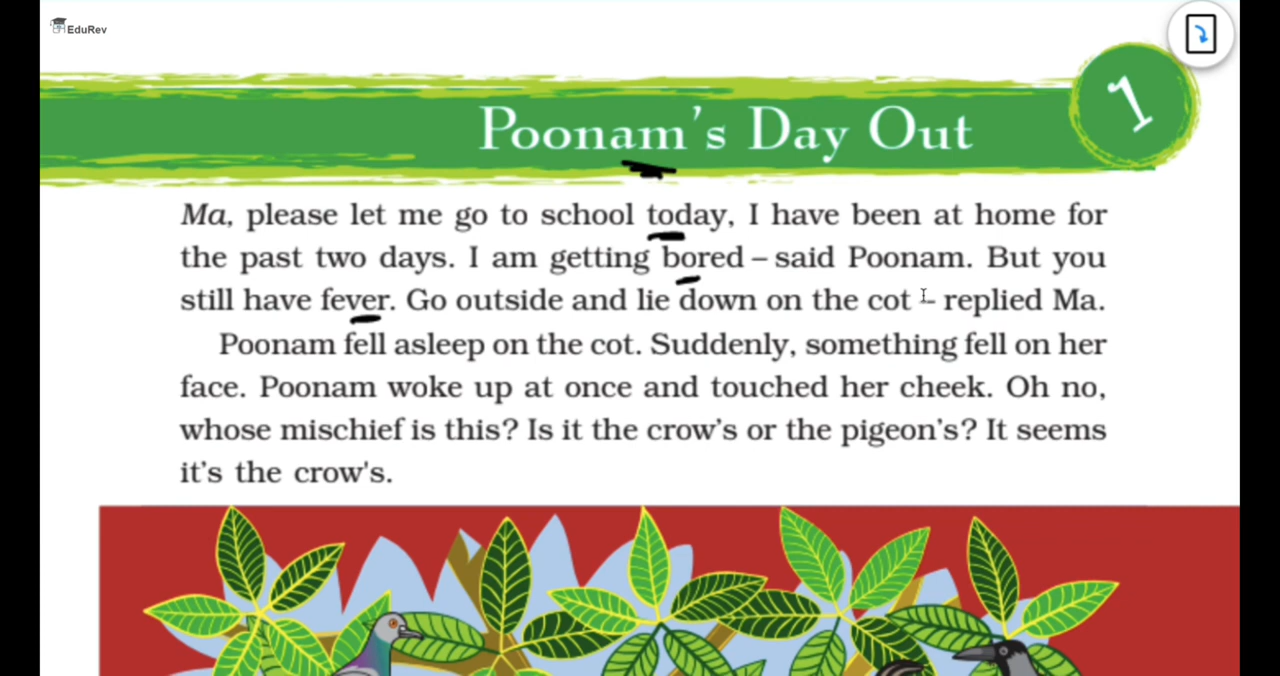 EduRev
1
Poonam's Day Out
Ma, please let me go to school today, I have been at home for
the past two days. I am getting bored – said Poonam. But you
still have fever. Go outside and lie down on the cot – replied Ma.
Poonam fell asleep on the cot. Suddenly, something fell on her
face. Poonam woke up at once and touched her cheek. Oh no,
whose mischief is this? Is it the crow's or the pigeon's? It seems
it's the crow's.